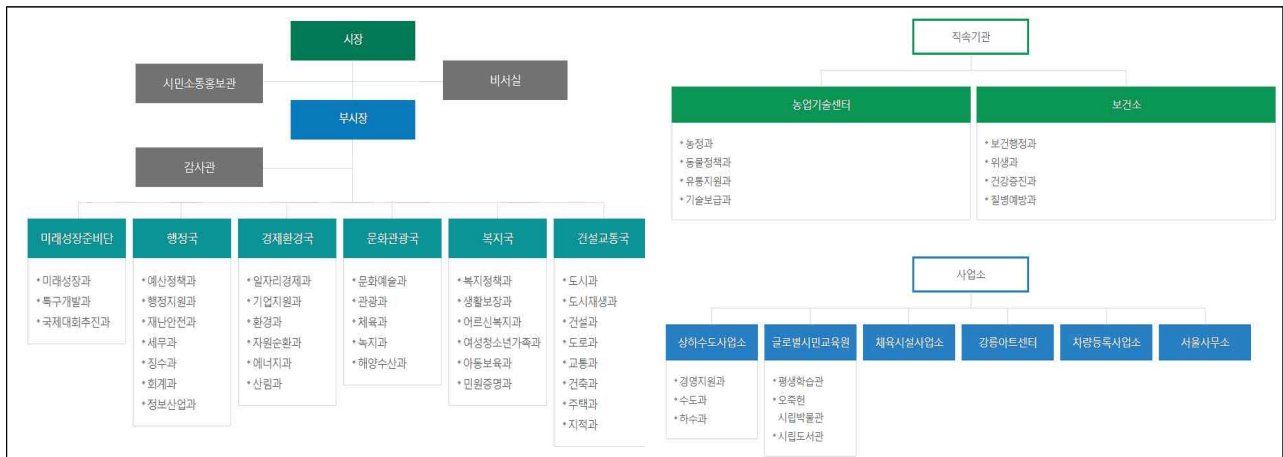 시장
시민소통홍보관
비서실
부시장
감사관
미래성장준비단
• 미래성장과
• 특구개발과
• 국제대회추진과
행정국
• 예산정책과
• 행정지원과
• 재난안전과
• 세무과
• 징수과
• 회계과
• 정보산업과
경제환경국
• 일자리경제과
• 기업지원과
• 환경과
• 자원순환과
• 에너지과
• 산림과
문화관광국
• 문화예술과
• 관광과
• 체육과
• 녹지과
• 해양수산과
복지국
• 복지정책과
• 생활보장과
• 어르신복지과
• 여성청소년가족과
• 아동보육과
• 민원증명과
건설교통국
• 도시과
• 도시재생과
• 건설과
• 도로과
• 교통과
• 건축과
• 주택과
• 지적과
직속기관
농업기술센터
• 농정과
• 동물정책과
• 유통지원과
• 기술보급과
보건소
• 보건행정과
• 위생과
• 건강증진과
• 질병예방과
사업소
상하수도사업소
• 경영지원과
• 수도과
• 하수과
글로벌시민교육원
• 평생학습관
• 오죽헌
시립박물관
• 시립도서관
체육시설사업소
강릉아트센터
차량등록사업소
서울사무소